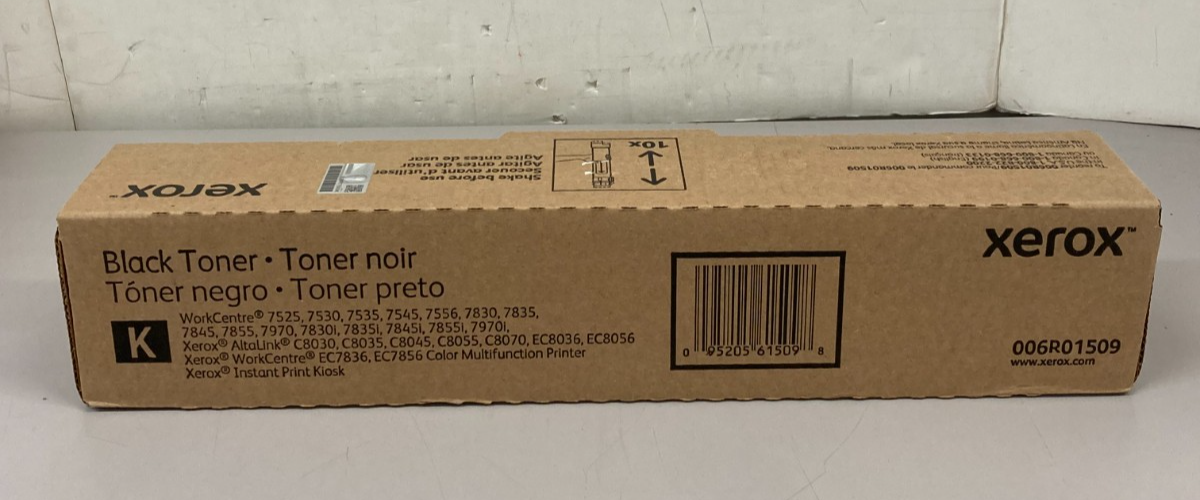 xerox™
Shake before use
Secouer avant d'utiliser
Agitar antes de usar
Agite antes de usar
10x
006R01509
Black Toner • Toner noir
Tóner negro • Toner preto
K
WorkCentre® 7525, 7530, 7535, 7545, 7556, 7830, 7835,
7845, 7855, 7970, 7830i, 7835i, 7845i, 7855i, 7970i,
Xerox® AltaLink® C8030, C8035, C8045, C8055, C8070, EC8036, EC8056
Xerox® WorkCentre® EC7836, EC7856 Color Multifunction Printer
Xerox® Instant Print Kiosk
0 95205 61509 8
xerox™
006R01509
www.xerox.com